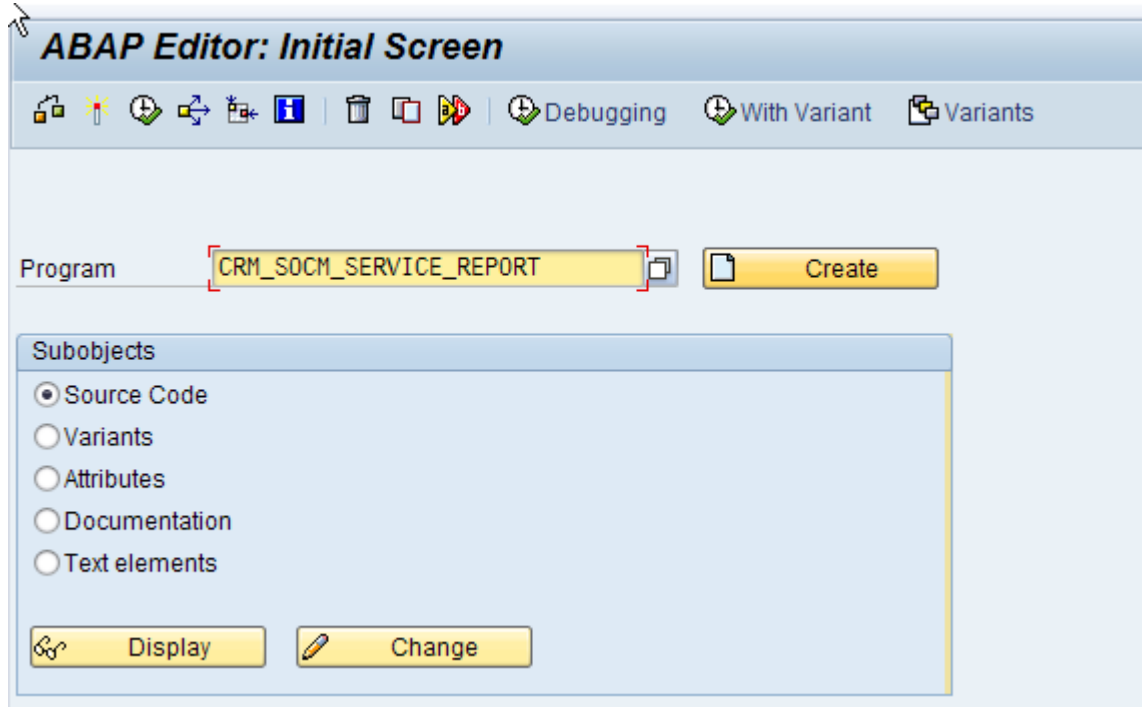 ABAP Editor: Initial Screen
Debugging With Variant Variants
Program CRM_SOCM_SERVICE_REPORT Create
Subobjects
Source Code
Variants
Attributes
Documentation
Text elements
Display Change